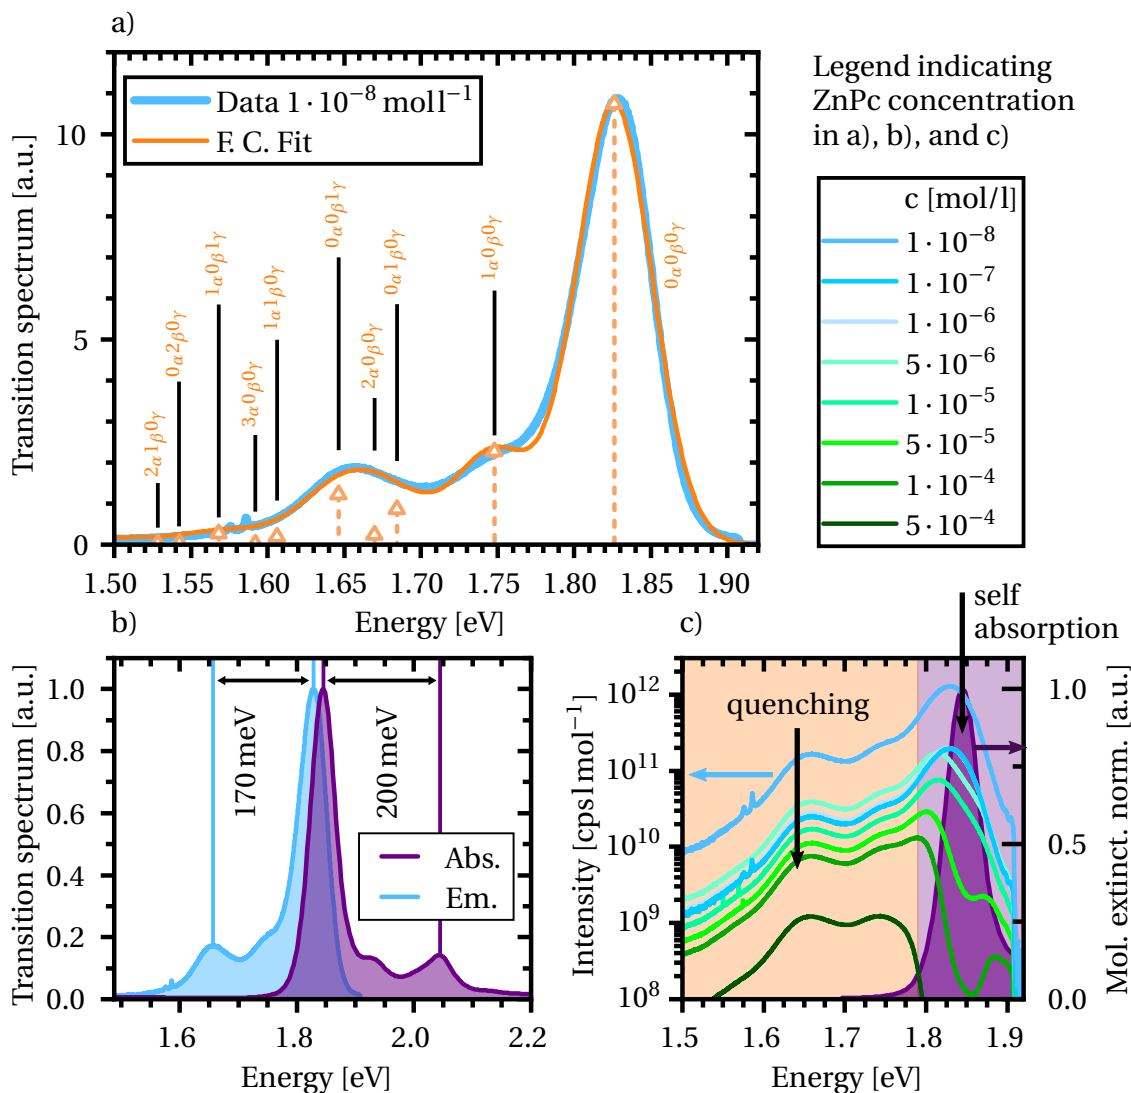 a)
Transition spectrum [a.u.]
10
5
0
Data 1·10⁻⁸ mol l⁻¹
F. C. Fit
2α1β0γ
0α2β0γ
1α0β1γ
3α0β0γ
1α1β0γ
0α0β1γ
2α0β0γ
0α1β0γ
1α0β0γ
0α0β0γ
1.50 1.53 1.60 1.65 1.70 1.75 1.80 1.85 1.90
Energy [eV]
Legend indicating
ZnPc concentration
in a), b), and c)
c [mol/l]
1·10⁻⁸
1·10⁻⁷
1·10⁻⁶
5·10⁻⁶
1·10⁻⁵
5·10⁻⁵
1·10⁻⁴
5·10⁻⁴
b)
Transition spectrum [a.u.]
1.0
0.8
0.6
0.4
0.2
0.0
170 meV
200 meV
Abs.
Em.
1.6 1.8 2.0 2.2
Energy [eV]
c)
self
absorption
quenching
Intensity [cps l mol⁻¹]
10¹²
10¹¹
10¹⁰
10⁹
10⁸
Mol. extinct. norm. [a.u.]
1.0
0.5
0.0
1.5 1.6 1.7 1.8 1.9
Energy [eV]